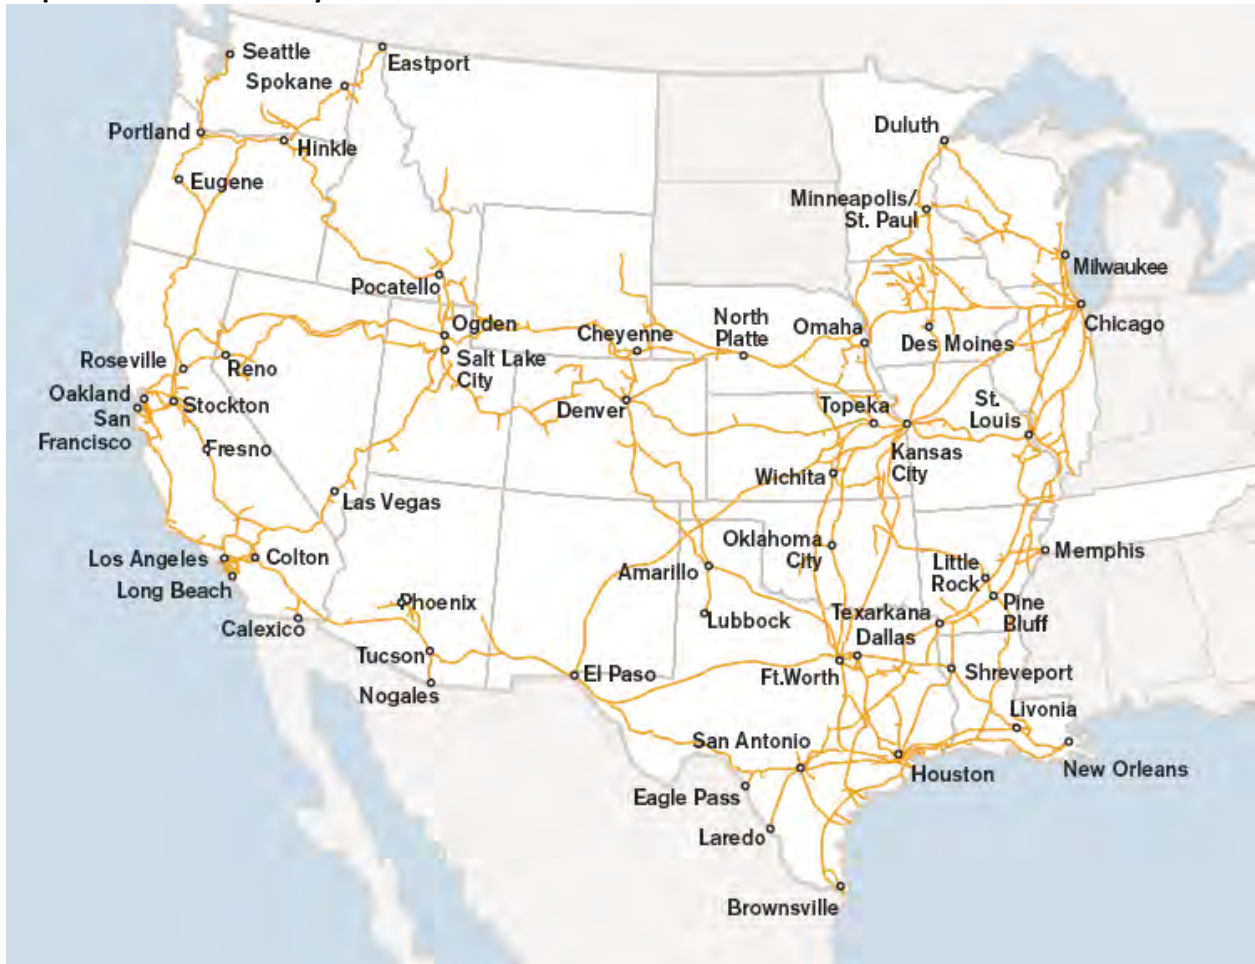 Seattle
Eastport
Spokane
Portland
Hinkle
Duluth
Eugene
Minneapolis/
St. Paul
Milwaukee
Pocatello
Ogden
Cheyenne
North
Platte
Omaha
Des Moines
Chicago
Roseville
Reno
Salt Lake
City
Oakland
San
Francisco
Stockton
Denver
Topeka
St.
Louis
Fresno
Kansas
City
Wichita
Las Vegas
Los Angeles
Colton
Oklahoma
City
Memphis
Long Beach
Amarillo
Little
Rock
Phoenix
Lubbock
Texarkana
Pine
Bluff
Calexico
Dallas
Tucson
El Paso
Ft.Worth
Shreveport
Nogales
Livonia
San Antonio
Houston
New Orleans
Eagle Pass
Laredo
Brownsville